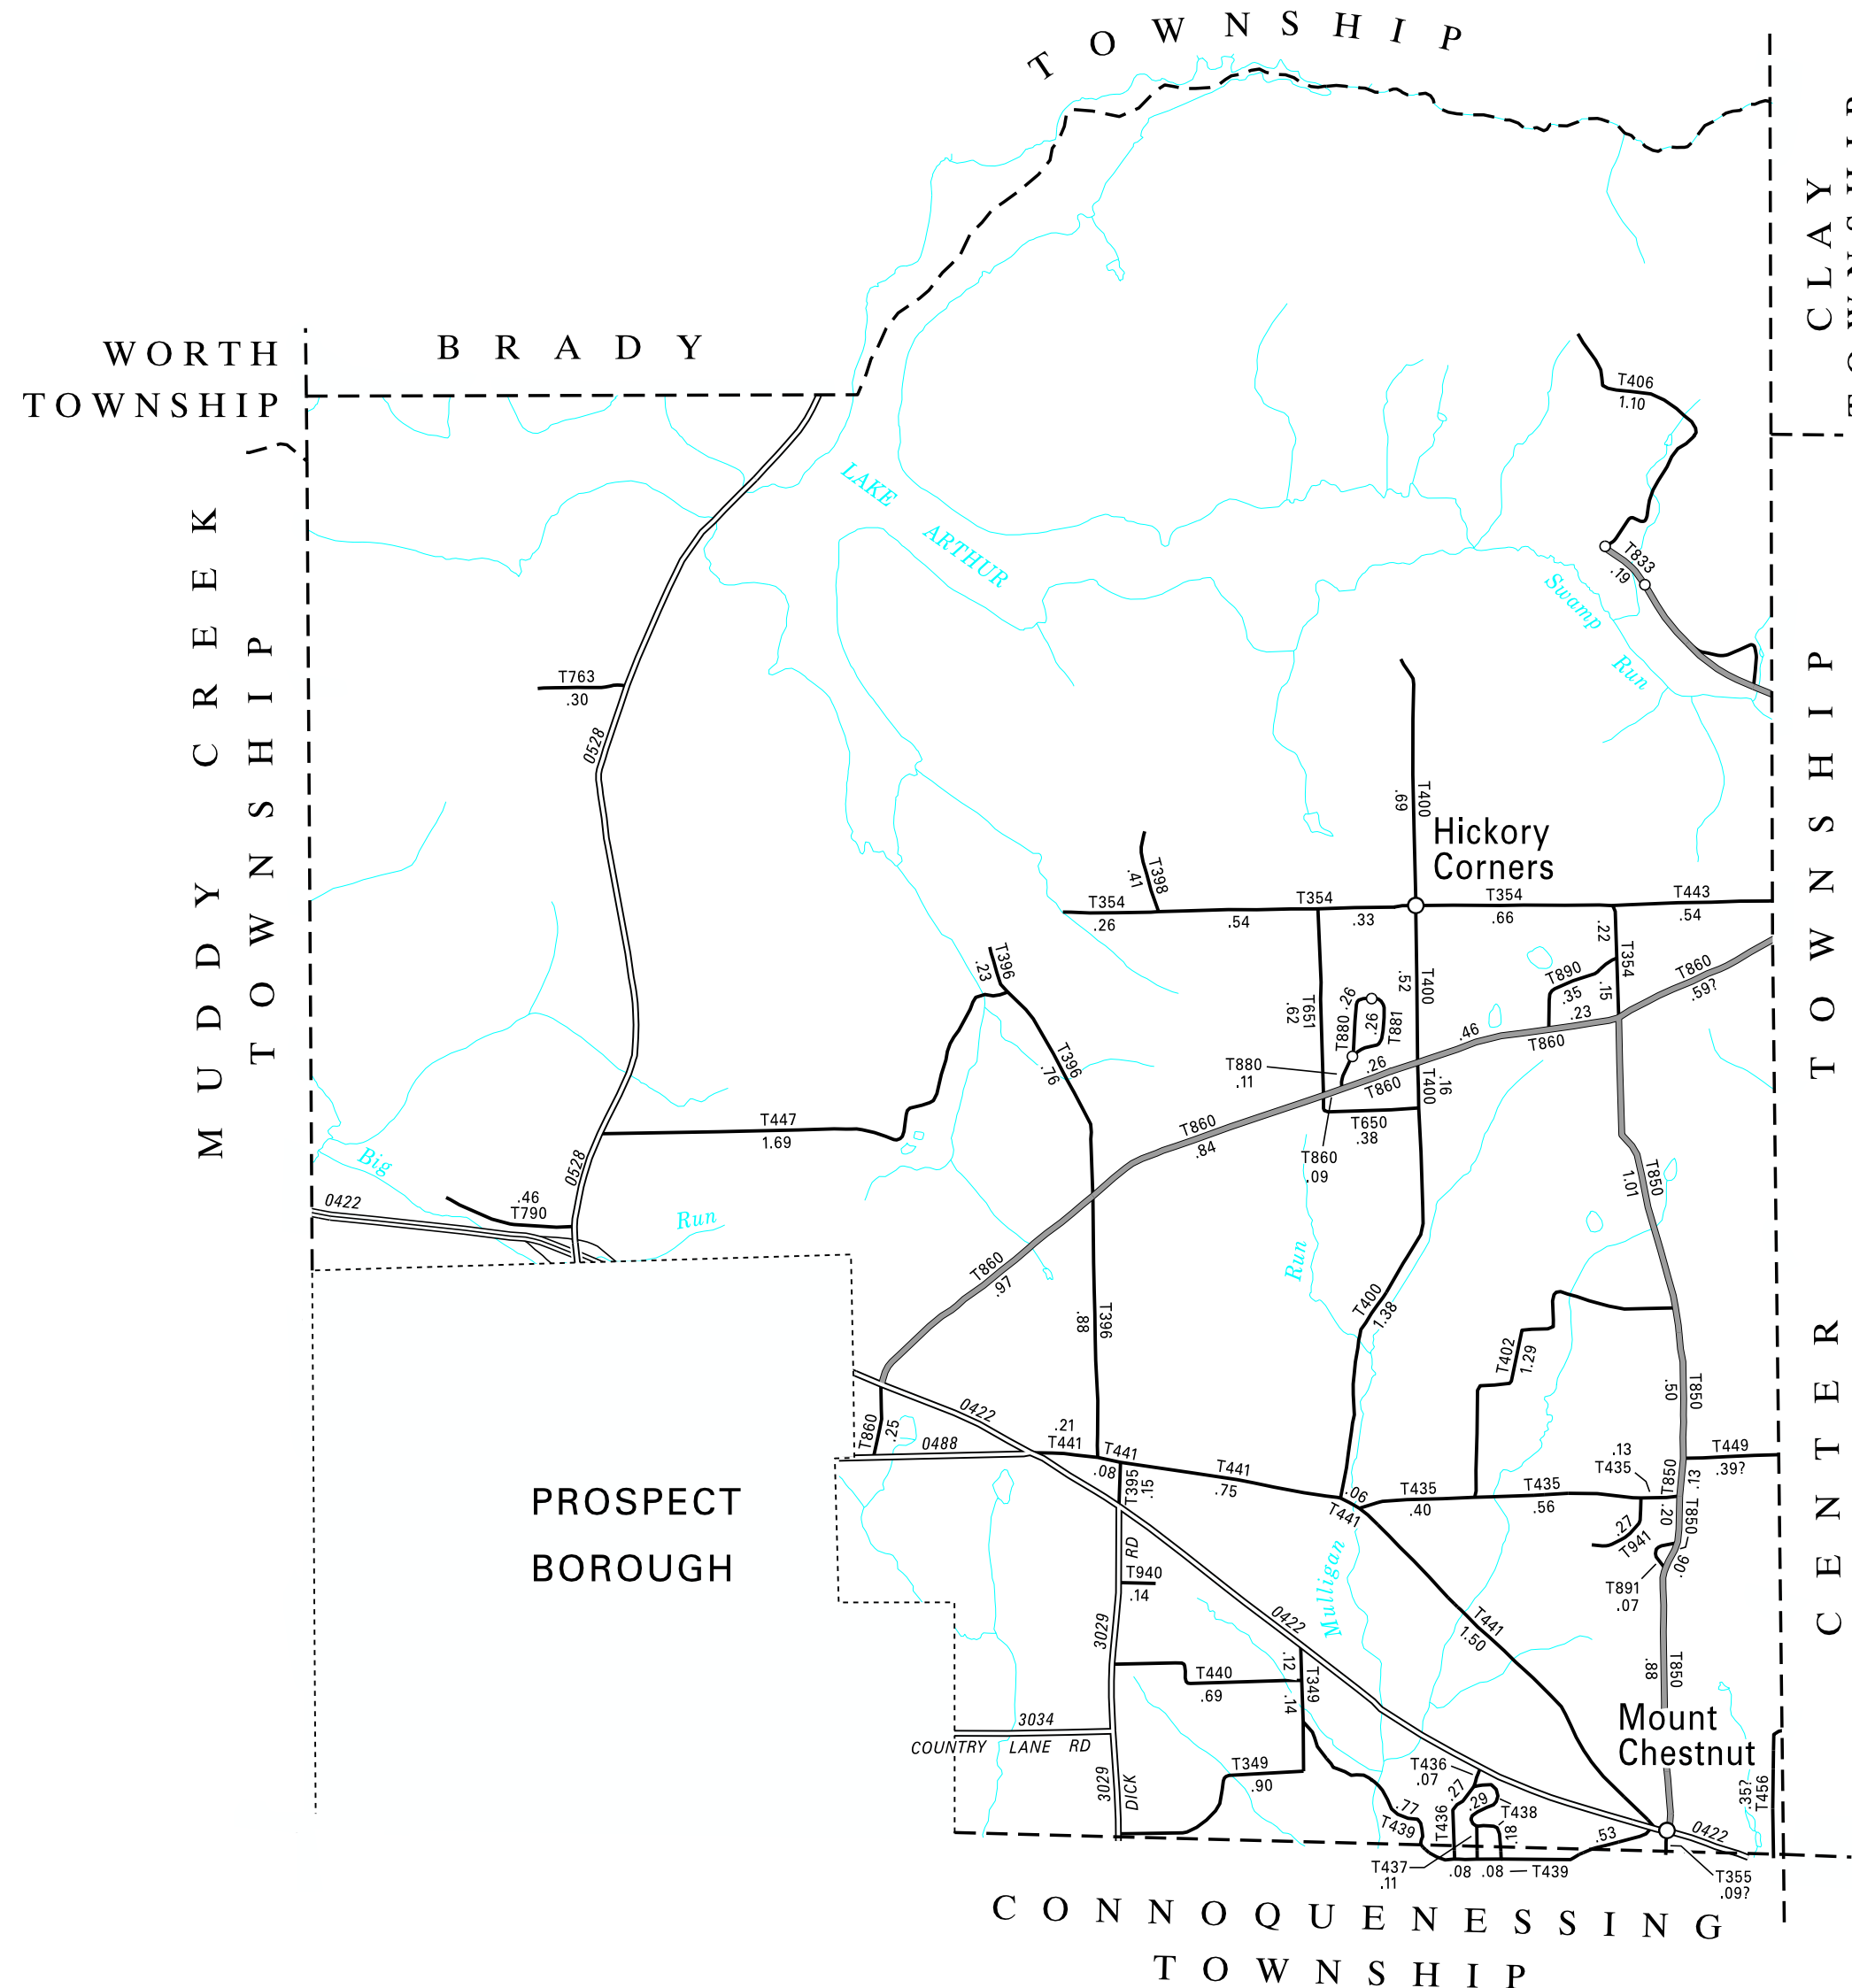 TOWNSHIP
CLAY
TOWNSHIP
WORTH
TOWNSHIP
BRADY
T406
1.10
LAKE
ARTHUR
MUDDY CREEK
TOWNSHIP
T833
.19
Swamp
Run
T763
.30
0528
TOWNSHIP
T400
.69
Hickory
Corners
T398
.41
T354
.26
.54
T354
.33
T354
.66
T443
.54
.22
T354
.15
T396
.23
T890
.35
.23
T860
.59?
T651
.62
T880
.26
.26
T881
.52
T400
.46
T860
T396
.76
T880
.11
.26
T860
.16
T400
T447
1.69
T860
.84
T650
.38
T860
.09
Big
0528
Run
0422
.46
T790
T850
1.01
Run
T860
.97
T400
1.38
T396
.88
T402
1.29
T850
.50
CENTER
0422
T860
.25
0488
.21
T441
T441
.08
T395
.15
T441
.75
.06
T441
T435
.40
T435
.56
.13
T435
T449
.39?
T850
.13
.20
T850
.06
.27
T941
T891
.07
PROSPECT
BOROUGH
RD
T940
.14
Mulligan
3029
0422
T441
1.50
.12
T349
.14
T440
.69
T850
.88
3034
COUNTRY LANE RD
Mount
Chestnut
3029
DICK
T349
.90
T436
.07
.27
.29
T438
T436
.18
.77
T439
.53
0422
.35?
T456
T437
.11
.08
.08
T439
T355
.09?
CONNOQUENESSING
TOWNSHIP